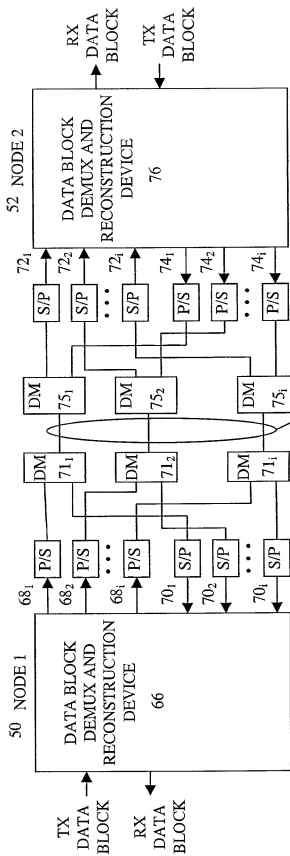 50 NODE 1
TX
DATA
BLOCK
RX
DATA
BLOCK
DATA BLOCK
DEMUX AND
RECONSTRUCTION
DEVICE
66
68₁
68₂
68ᵢ
70₁
70₂
70ᵢ
P/S
P/S
P/S
S/P
S/P
S/P
DM
71₁
DM
71₂
DM
71ᵢ
DM
75₁
DM
75₂
DM
75ᵢ
S/P
S/P
S/P
P/S
P/S
P/S
72₁
72₂
72ᵢ
74₁
74₂
74ᵢ
52 NODE 2
DATA BLOCK
DEMUX AND
RECONSTRUCTION
DEVICE
76
RX
DATA
BLOCK
TX
DATA
BLOCK